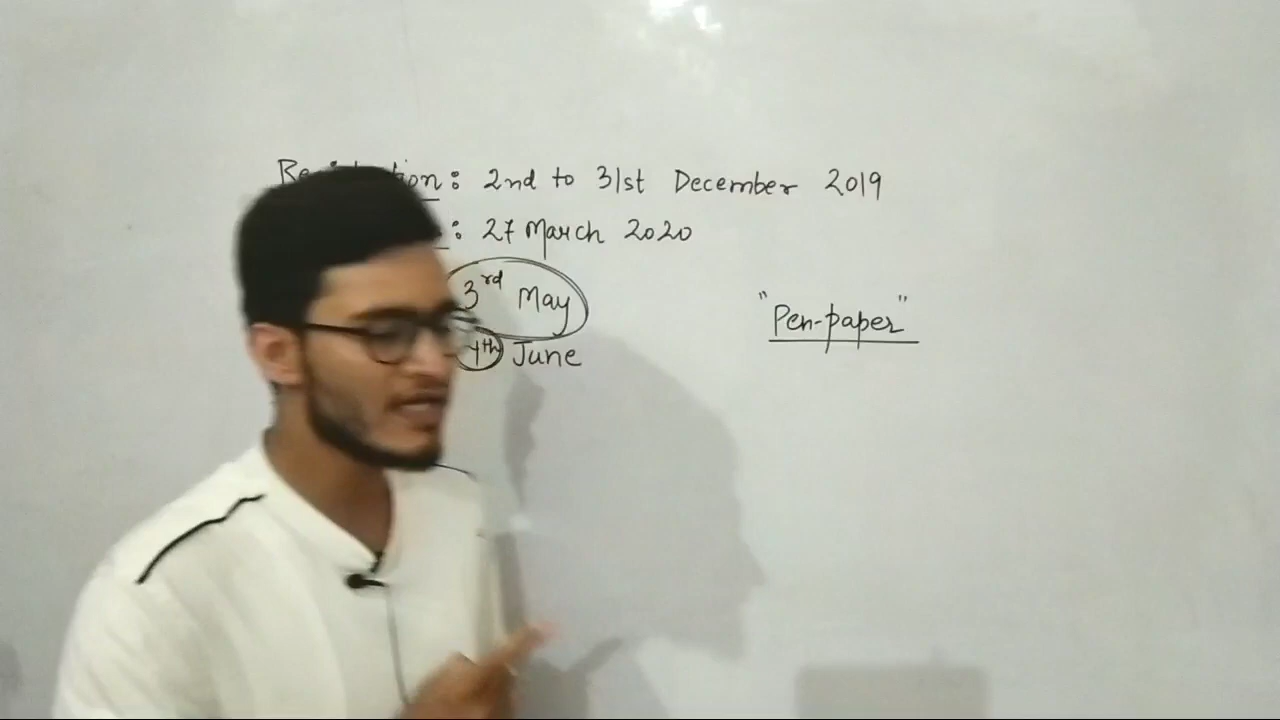 : 2nd to 31st December 2019
: 27 March 2020
3rd May
"Pen-paper"
June